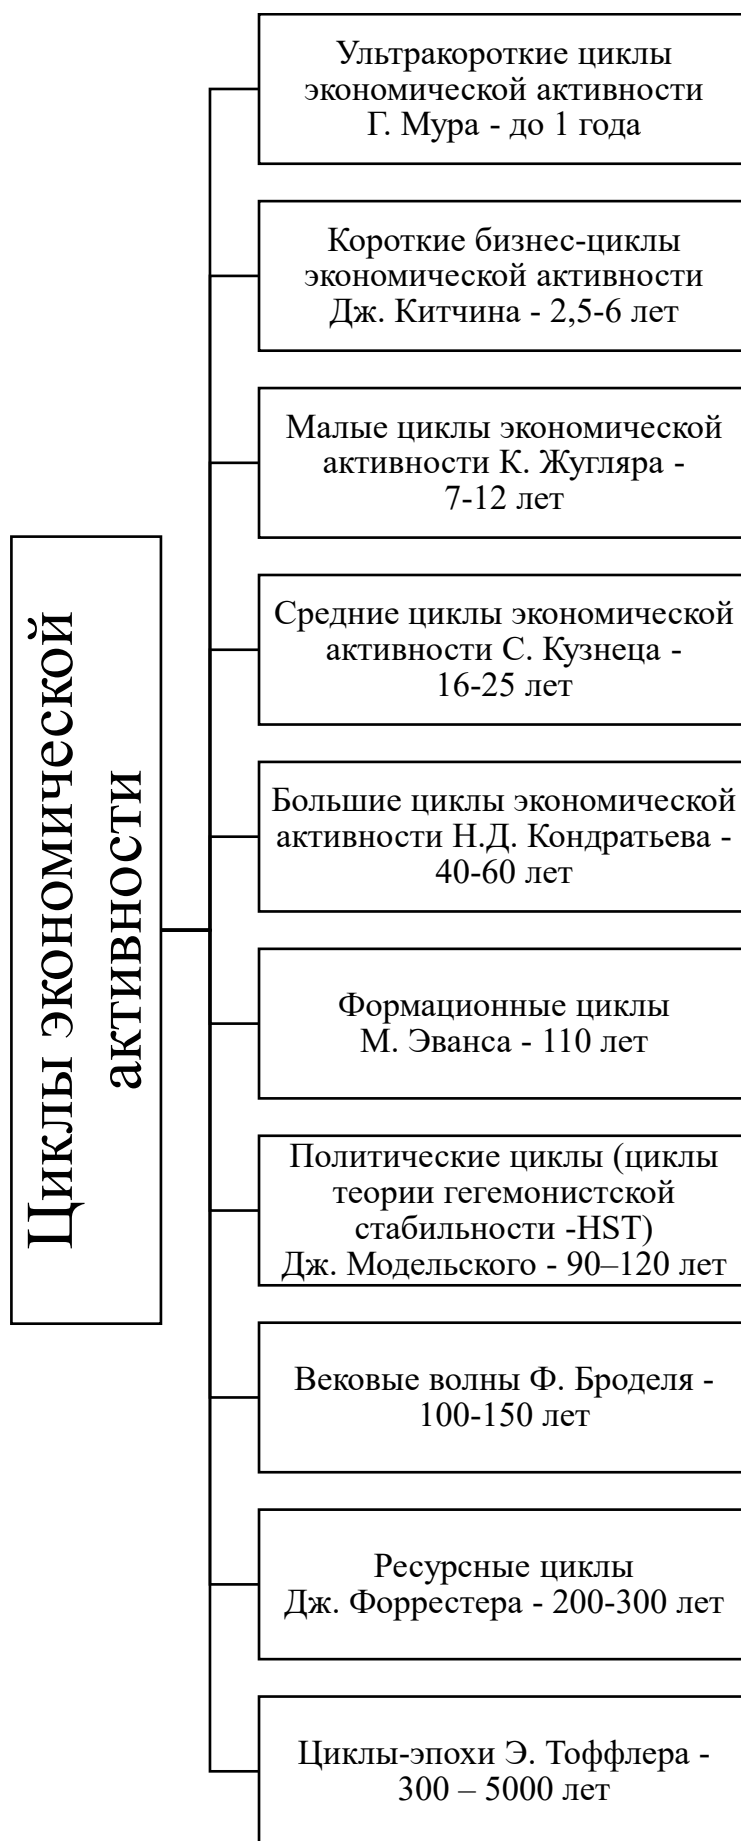 Циклы экономической
активности
Ультракороткие циклы
экономической активности
Г. Мура - до 1 года
Короткие бизнес-циклы
экономической активности
Дж. Китчина - 2,5-6 лет
Малые циклы экономической
активности К. Жугляра -
7-12 лет
Средние циклы экономической
активности С. Кузнеца -
16-25 лет
Большие циклы экономической
активности Н.Д. Кондратьева -
40-60 лет
Формационные циклы
М. Эванса - 110 лет
Политические циклы (циклы
теории гегемонистской
стабильности -HST)
Дж. Модельского - 90–120 лет
Вековые волны Ф. Броделя -
100-150 лет
Ресурсные циклы
Дж. Форрестера - 200-300 лет
Циклы-эпохи Э. Тоффлера -
300 – 5000 лет